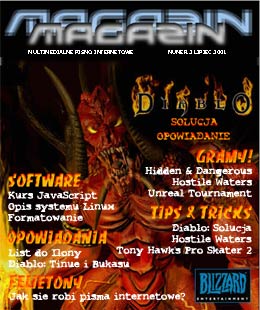 MAGAZIN
MAGAZIN
MULTIMEDIALNE PISMO INTERNETOWE
NUMER 3 LIPIEC 2001
Diablo
SOLUCJA
OPOWIADANIE
GRAMY!
Hidden & Dangerous
Hostile Waters
Unreal Tournament
SOFTWARE
Kurs JavaScript
Opis systemu Linux
Formatowanie
TIPS & TRICKS
Diablo: Solucja
Hostile Waters
Tony Hawks Pro Skater 2
OPOWIADANIA
List do Ilony
Diablo: Tinue i Bukasu
FELIETONY
Jak sie robi pisma internetowe?
BLIZZARD
ENTERTAINMENT